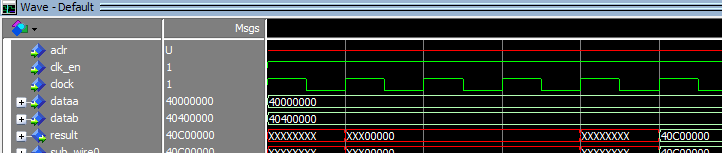 Wave - Default
Msgs
aclr U
clk_en 1
clock 1
dataa 40000000 40000000
datab 40400000 40400000
result 40C00000 XXXXXXXX XXX00000 XXXXXXXX 40C00000
sub_wire0 40C00000 XXXXXXXX XXX00000 XXXXXXXX 40C00000